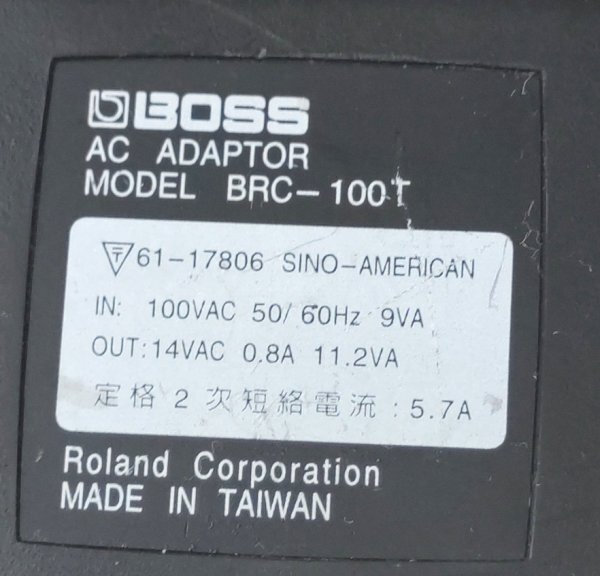 BOSS
AC ADAPTOR
MODEL BRC-100T
T 61-17806 SINO-AMERICAN
IN: 100VAC 50/60Hz 9VA
OUT:14VAC 0.8A 11.2VA
定格2次短絡電流:5.7A
Roland Corporation
MADE IN TAIWAN